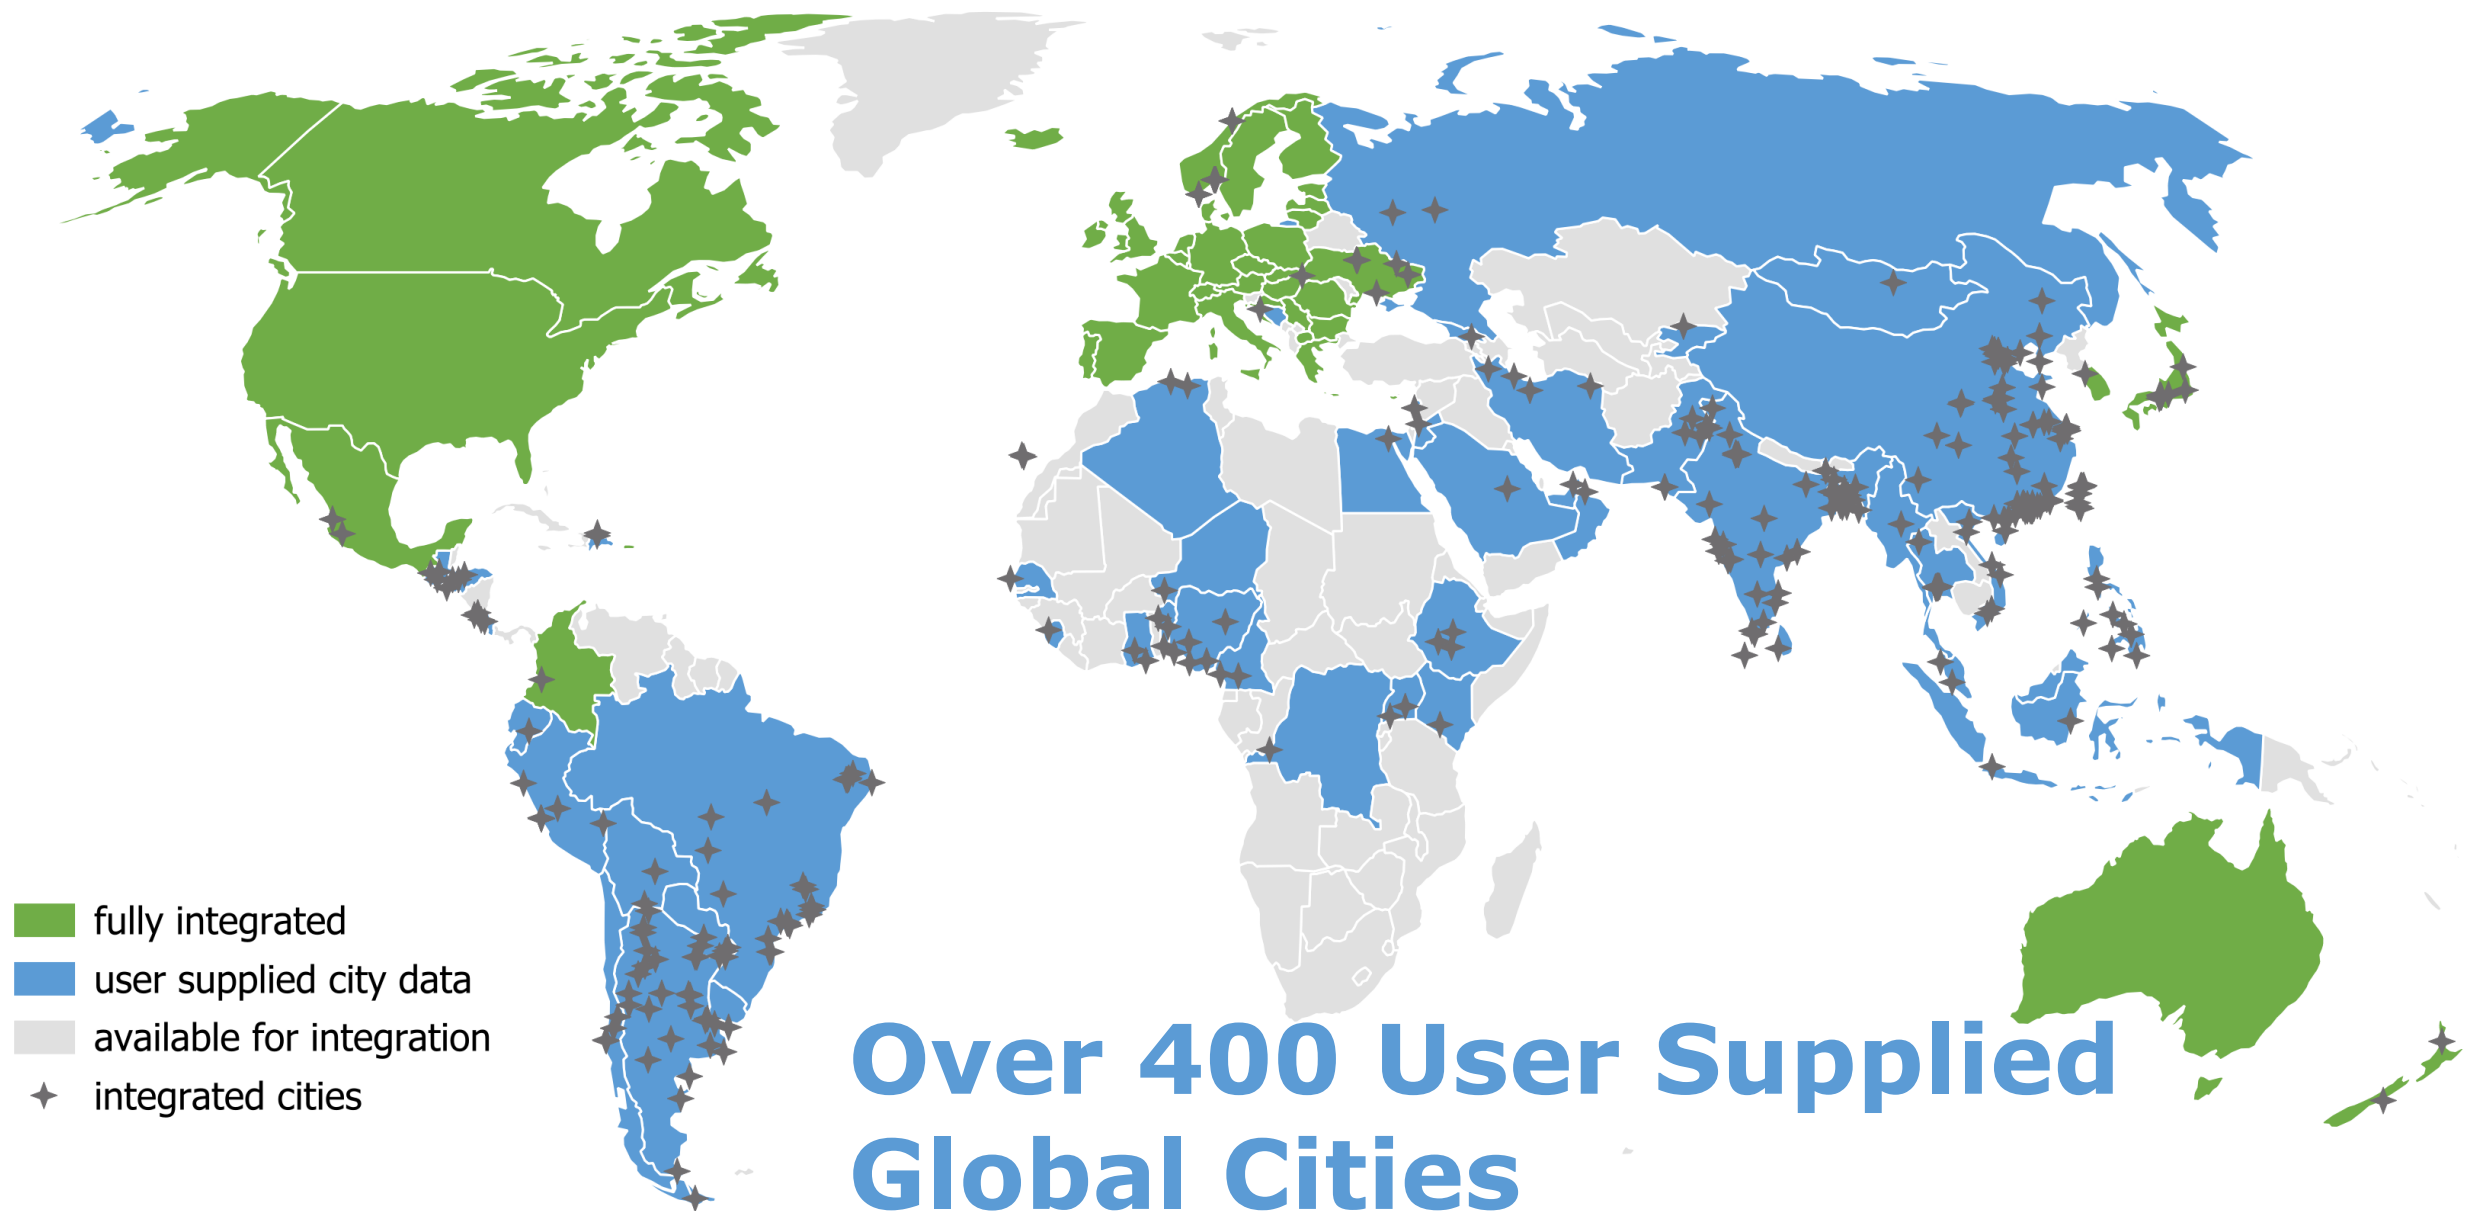 fully integrated
user supplied city data
available for integration
integrated cities
Over 400 User Supplied
Global Cities